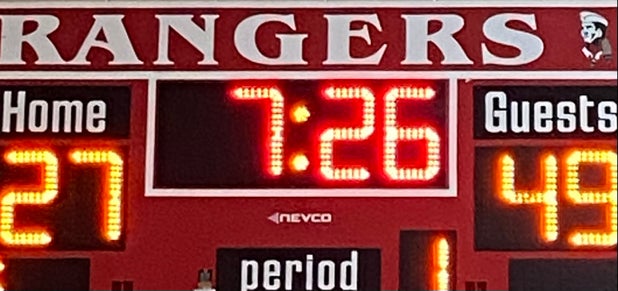 RANGERS
Home 7:26 Guests
27 49
NEVCO
period 1